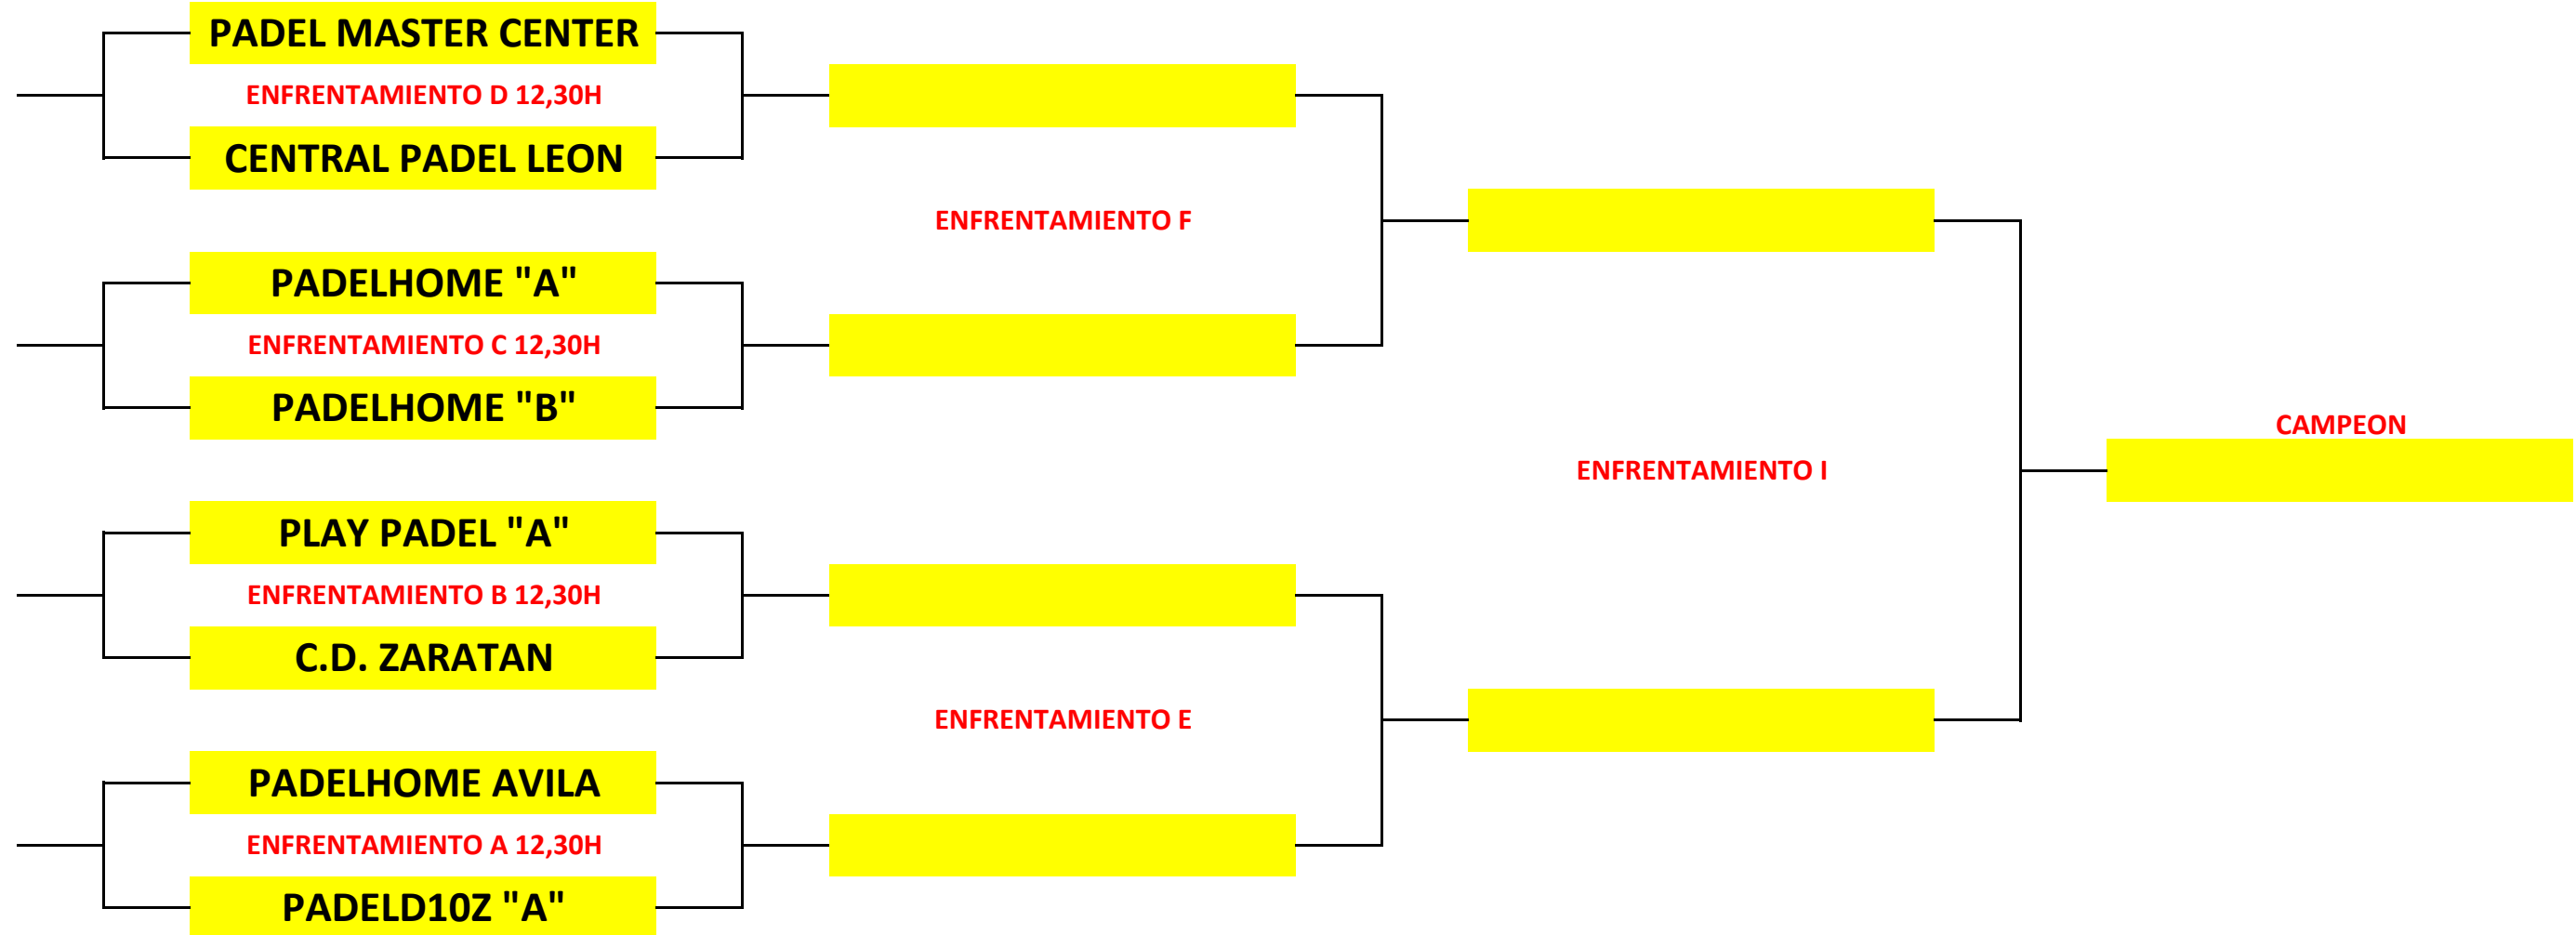 PADEL MASTER CENTER
ENFRENTAMIENTO D 12,30H
CENTRAL PADEL LEON
ENFRENTAMIENTO F
PADELHOME "A"
ENFRENTAMIENTO C 12,30H
PADELHOME "B"
CAMPEON
ENFRENTAMIENTO I
PLAY PADEL "A"
ENFRENTAMIENTO B 12,30H
C.D. ZARATAN
ENFRENTAMIENTO E
PADELHOME AVILA
ENFRENTAMIENTO A 12,30H
PADELD10Z "A"